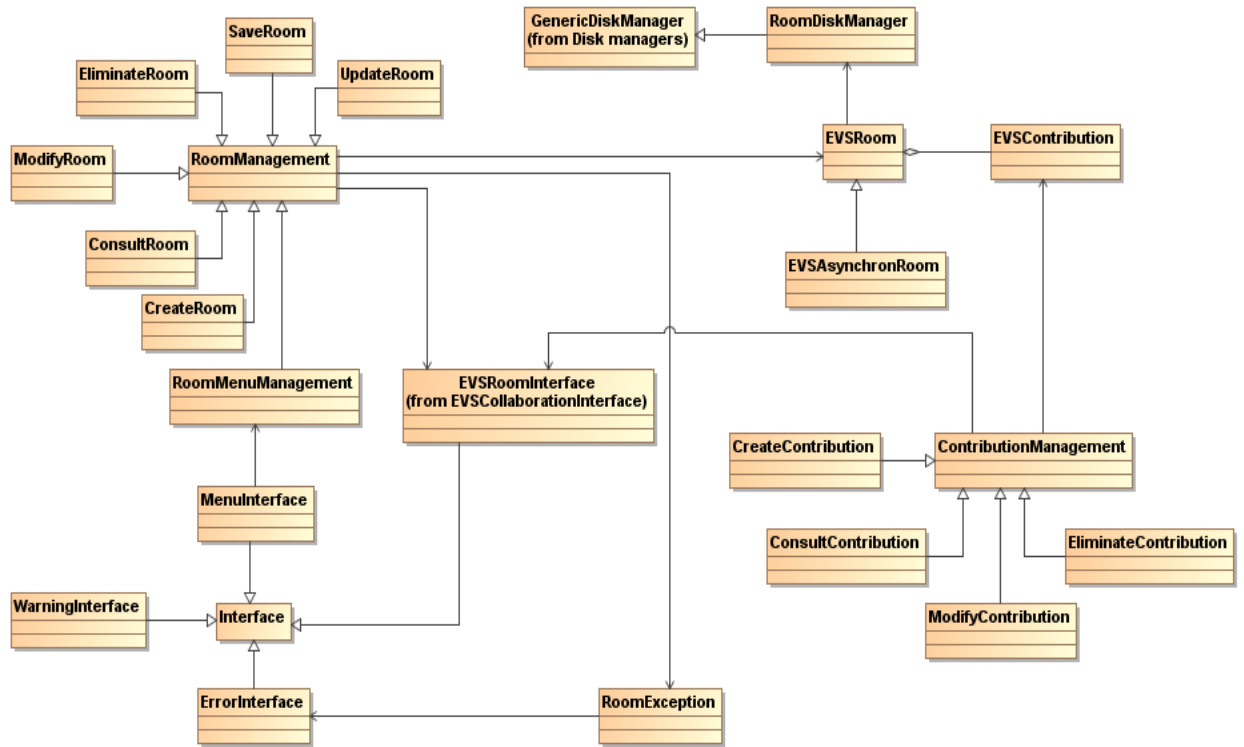 SaveRoom
GenericDiskManager
(from Disk managers)
RoomDiskManager
EliminateRoom
UpdateRoom
ModifyRoom
RoomManagement
EVSRoom
EVSContribution
ConsultRoom
EVSAsynchronRoom
CreateRoom
RoomMenuManagement
EVSRoomInterface
(from EVSCollaborationInterface)
CreateContribution
ContributionManagement
MenuInterface
ConsultContribution
EliminateContribution
WarningInterface
Interface
ModifyContribution
ErrorInterface
RoomException